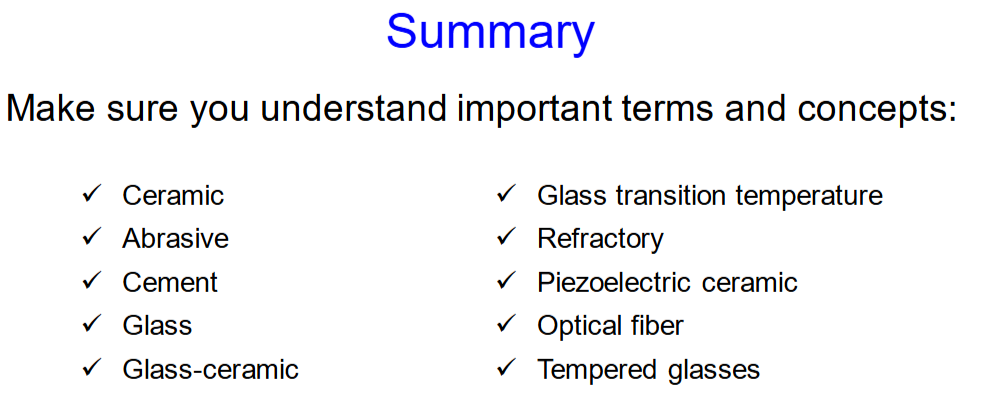 Summary
Make sure you understand important terms and concepts:
✓ Ceramic
✓ Abrasive
✓ Cement
✓ Glass
✓ Glass-ceramic
✓ Glass transition temperature
✓ Refractory
✓ Piezoelectric ceramic
✓ Optical fiber
✓ Tempered glasses